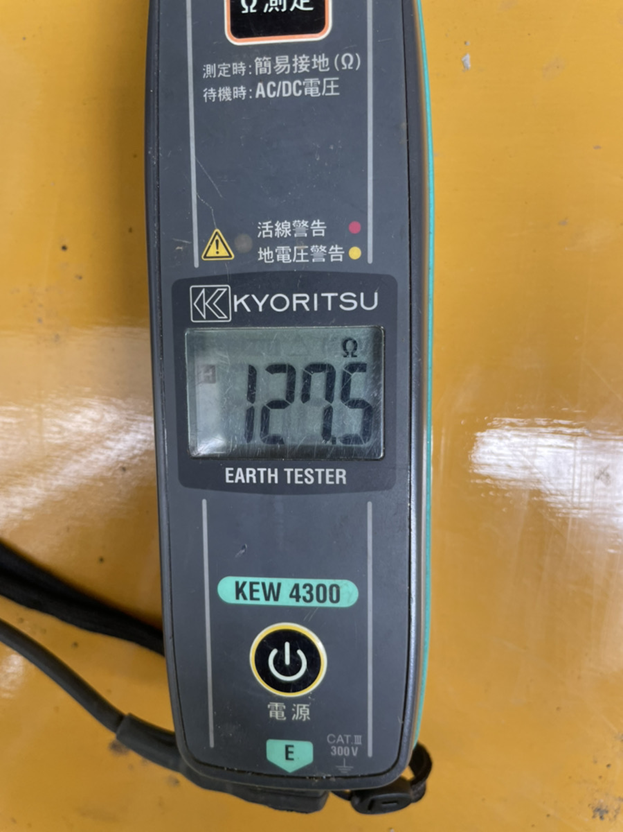 Ω測定
測定時:簡易接地(Ω)
待機時:AC/DC電圧
活線警告
地電圧警告
KYORITSU
Ω
H
127.5
EARTH TESTER
KEW 4300
電源
E
CAT.III
300V